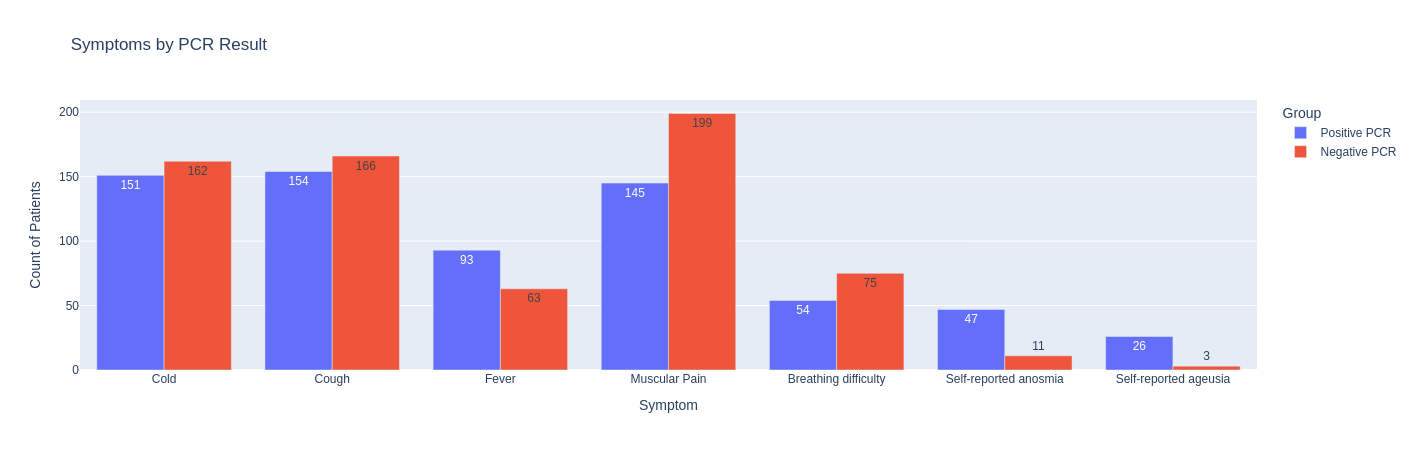 Symptoms by PCR Result
Group
Positive PCR
Negative PCR
Count of Patients
200
150
100
50
0
151
162
154
166
93
63
145
199
54
75
47
11
26
3
Cold
Cough
Fever
Muscular Pain
Breathing difficulty
Self-reported anosmia
Self-reported ageusia
Symptom